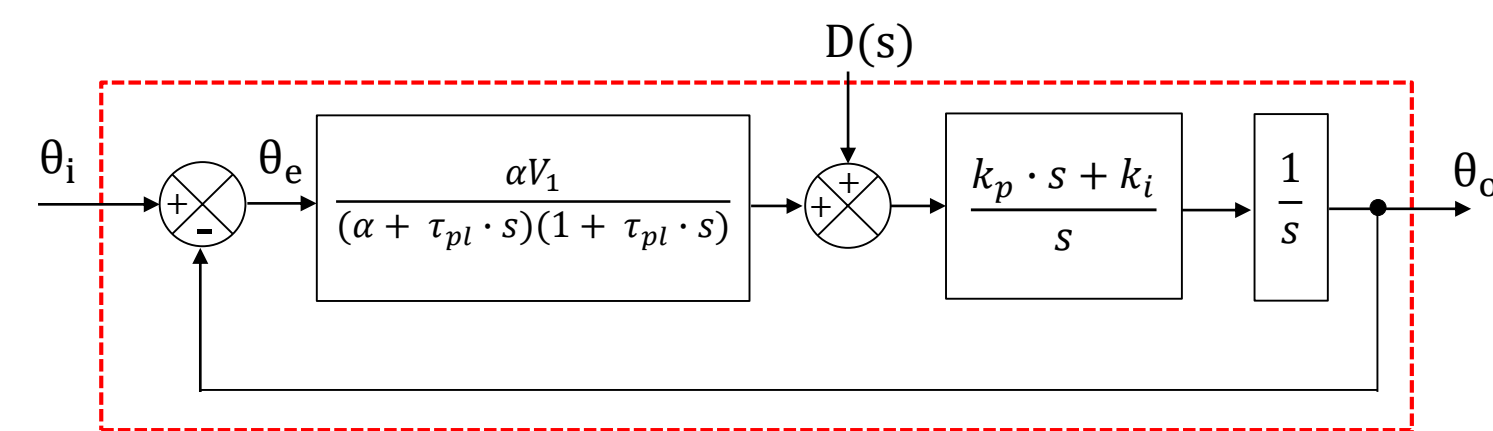 D(s)
θi
+
-
θe
αV1
(α + τpl · s)(1 + τpl · s)
+
+
kp · s + ki
s
1
s
θo